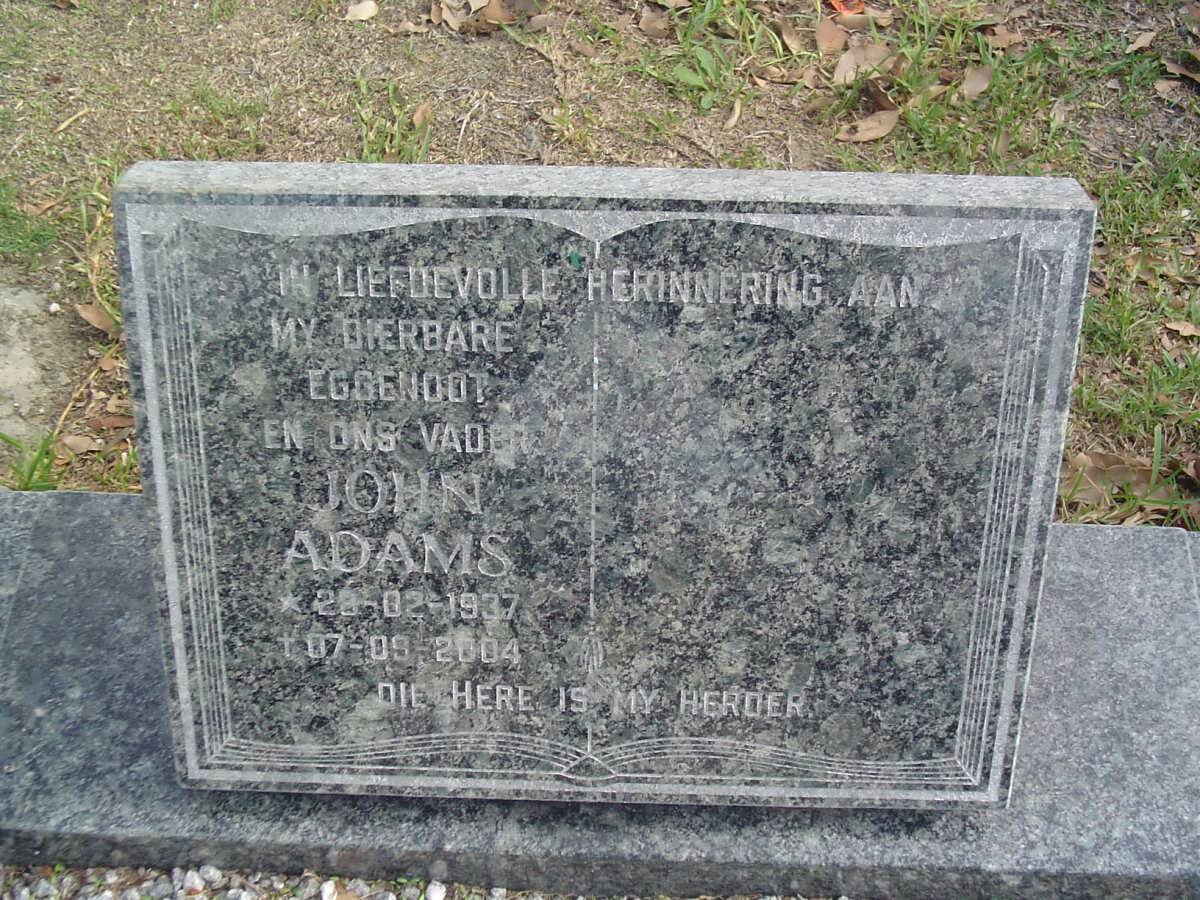 IN LIEFDEVOLLE HERINNERING AAN
MY DIERBARE
EGGENOOT
EN ONS VADER
JOHN
ADAMS
* 28-02-1937
† 07-09-2004
DIE HERE IS MY HERDER.